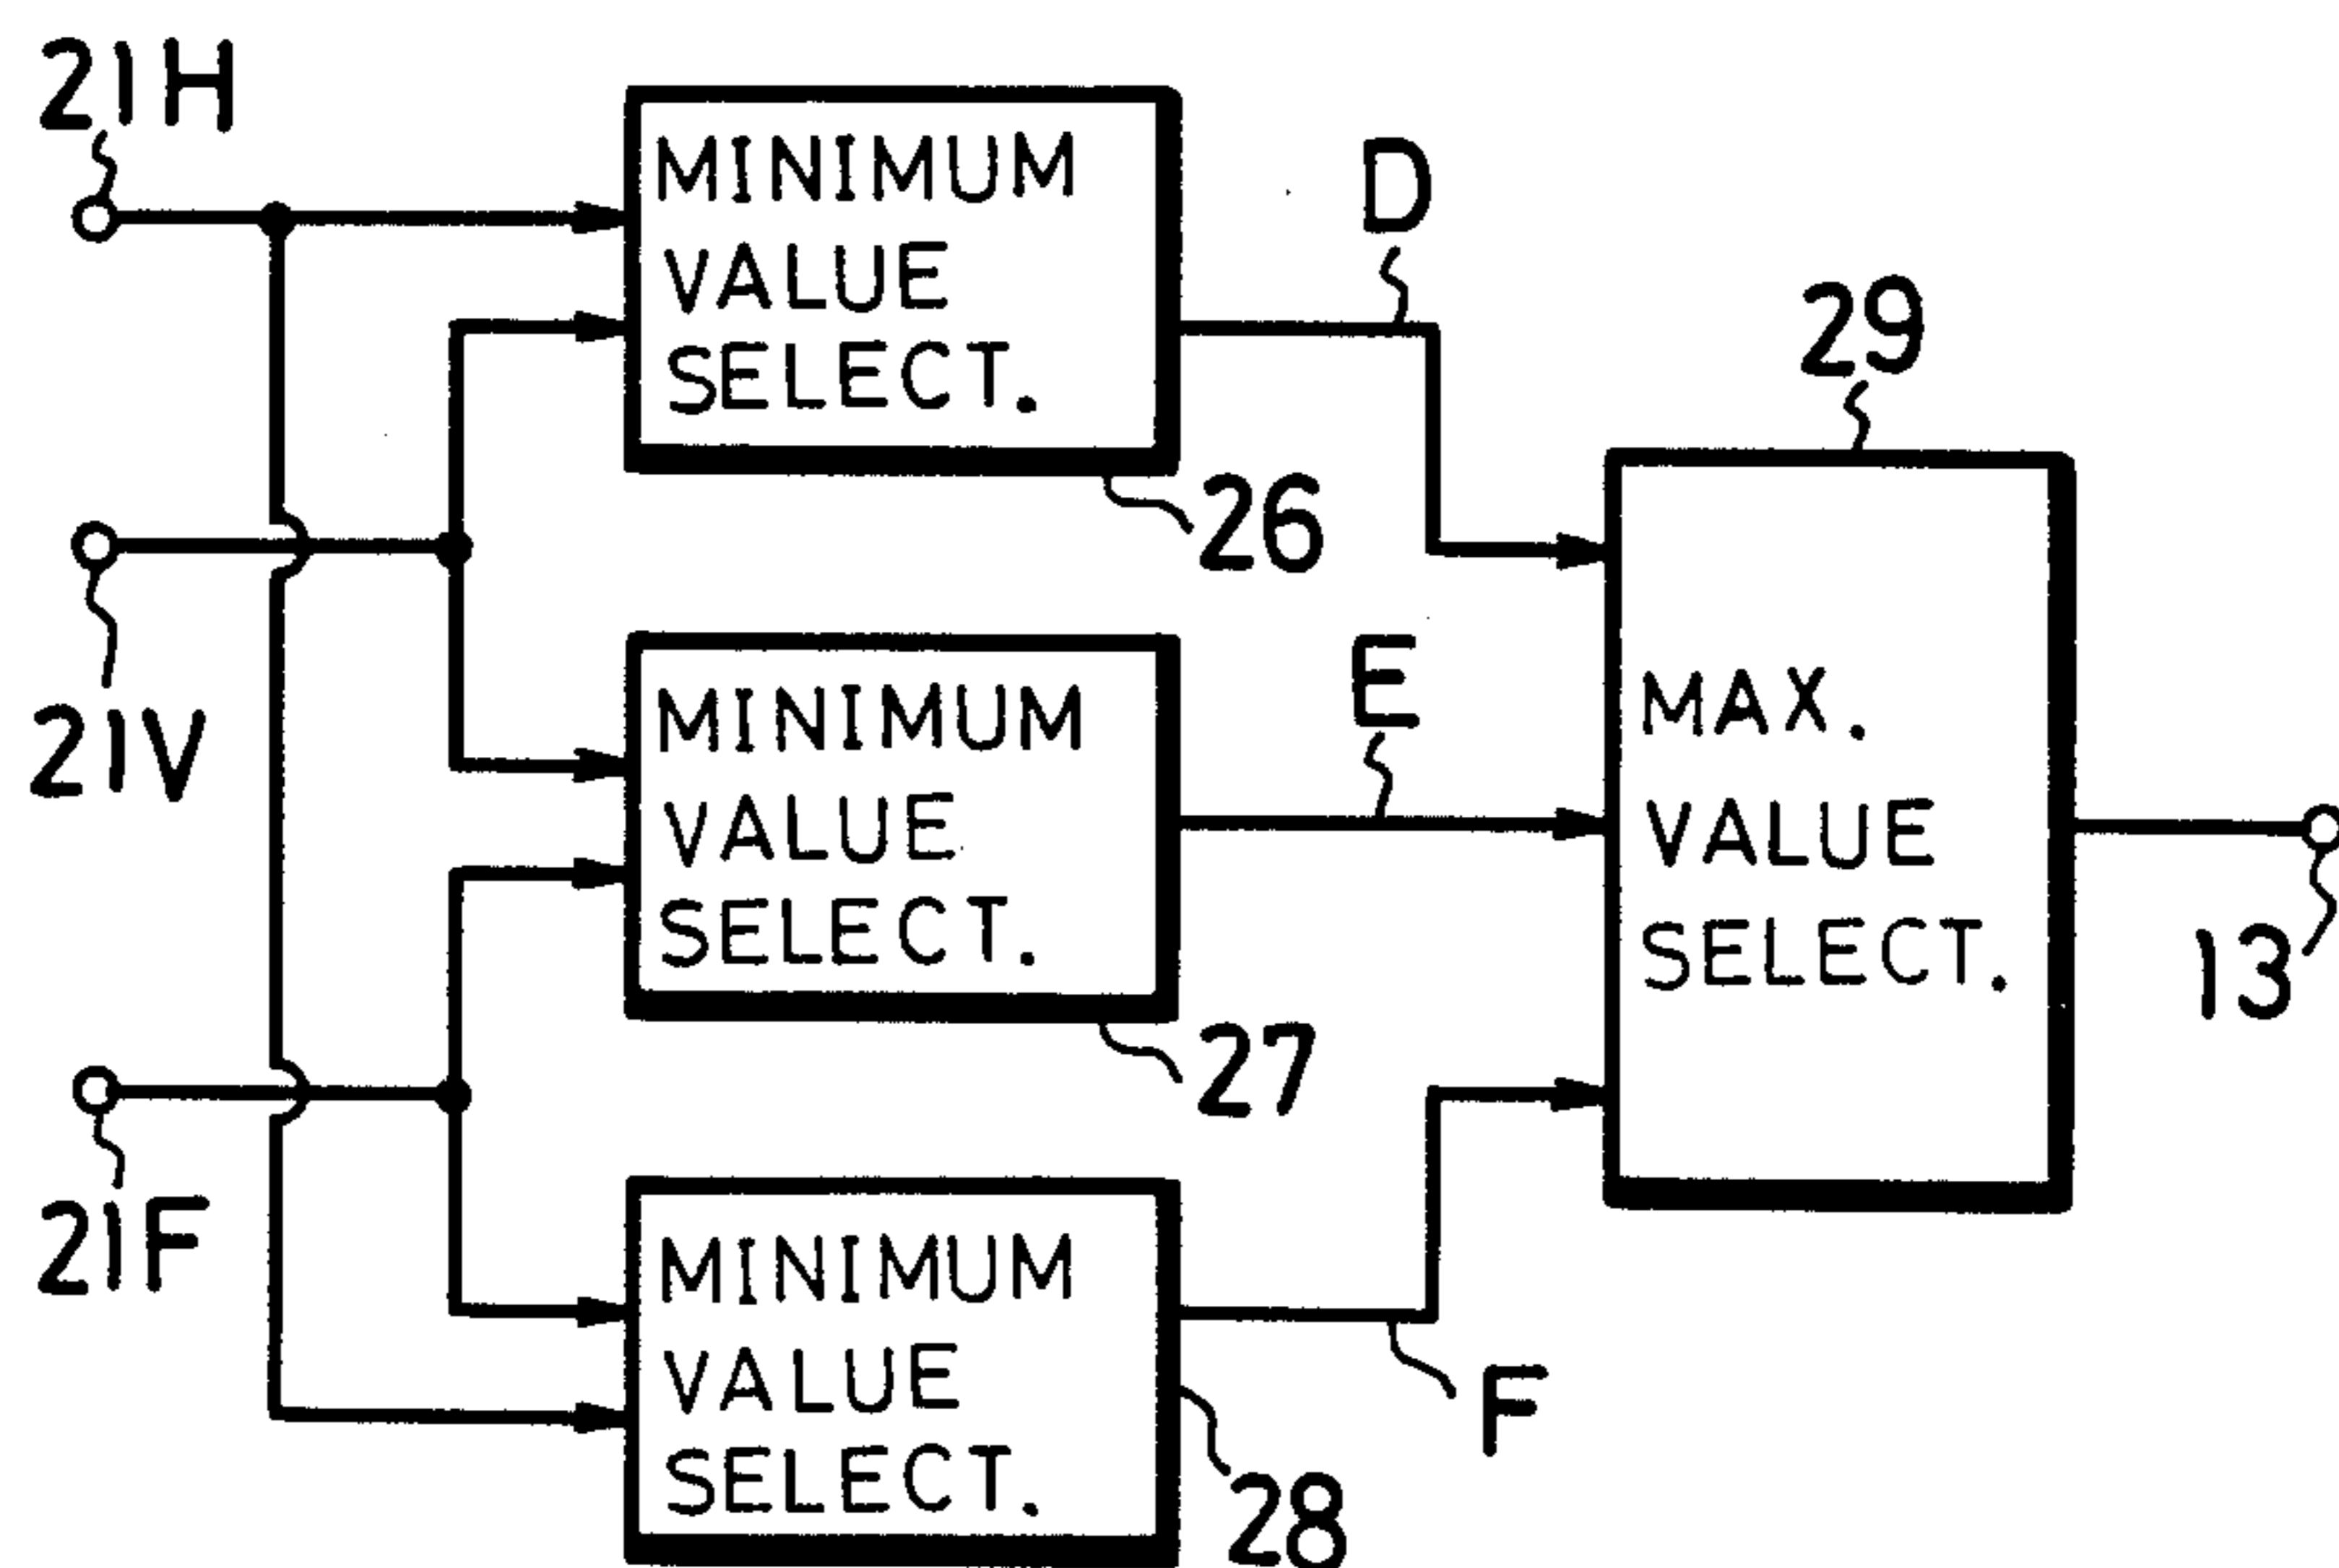 21H
MINIMUM
VALUE
SELECT.
D
26
29
21V
MINIMUM
VALUE
SELECT.
E
27
MAX.
VALUE
SELECT.
13
21F
MINIMUM
VALUE
SELECT.
F
28